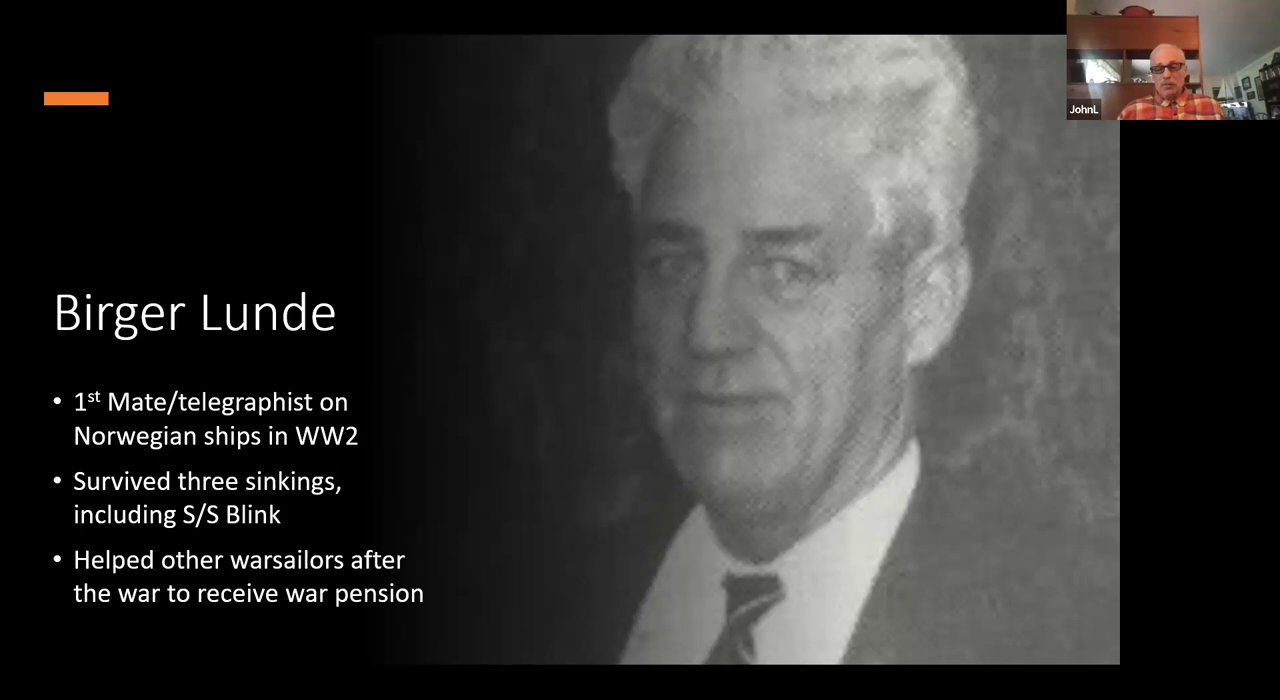 JohnL
Birger Lunde
• 1st Mate/telegraphist on
Norwegian ships in WW2
• Survived three sinkings,
including S/S Blink
• Helped other warsailors after
the war to receive war pension